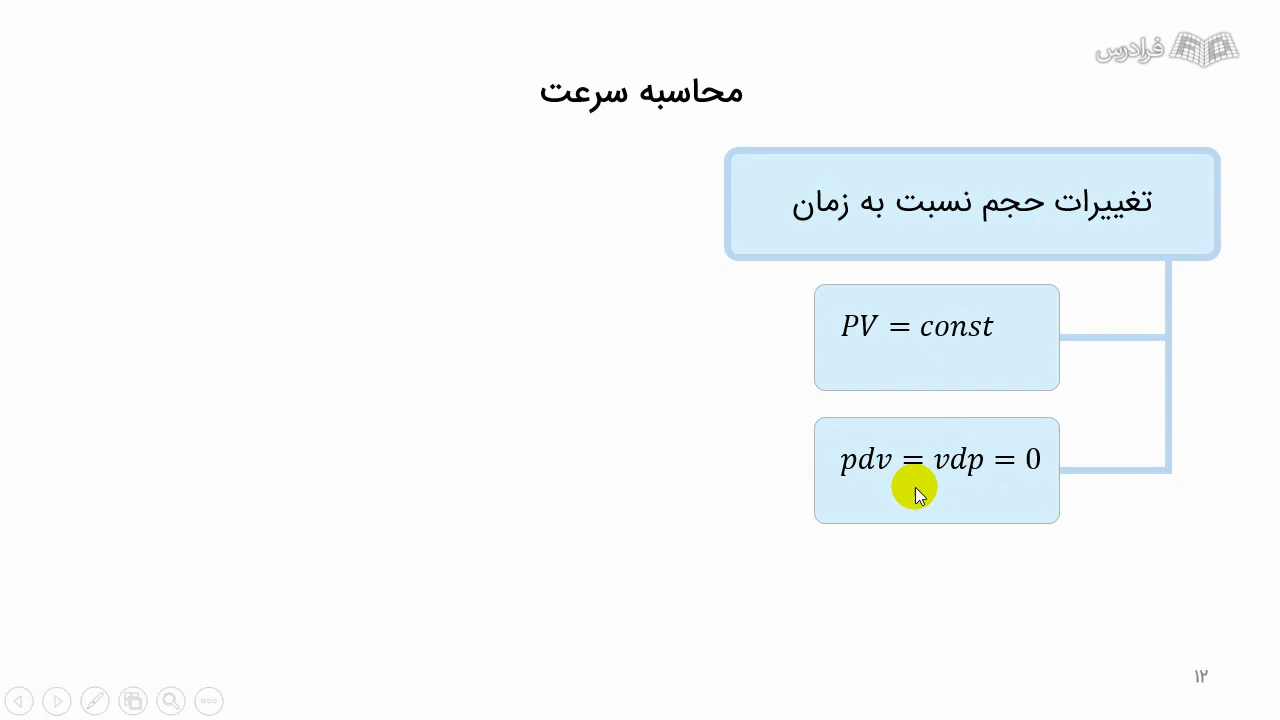 فرادرس
محاسبه سرعت
تغییرات حجم نسبت به زمان
PV = const
pdv = vdp = 0
۱۲